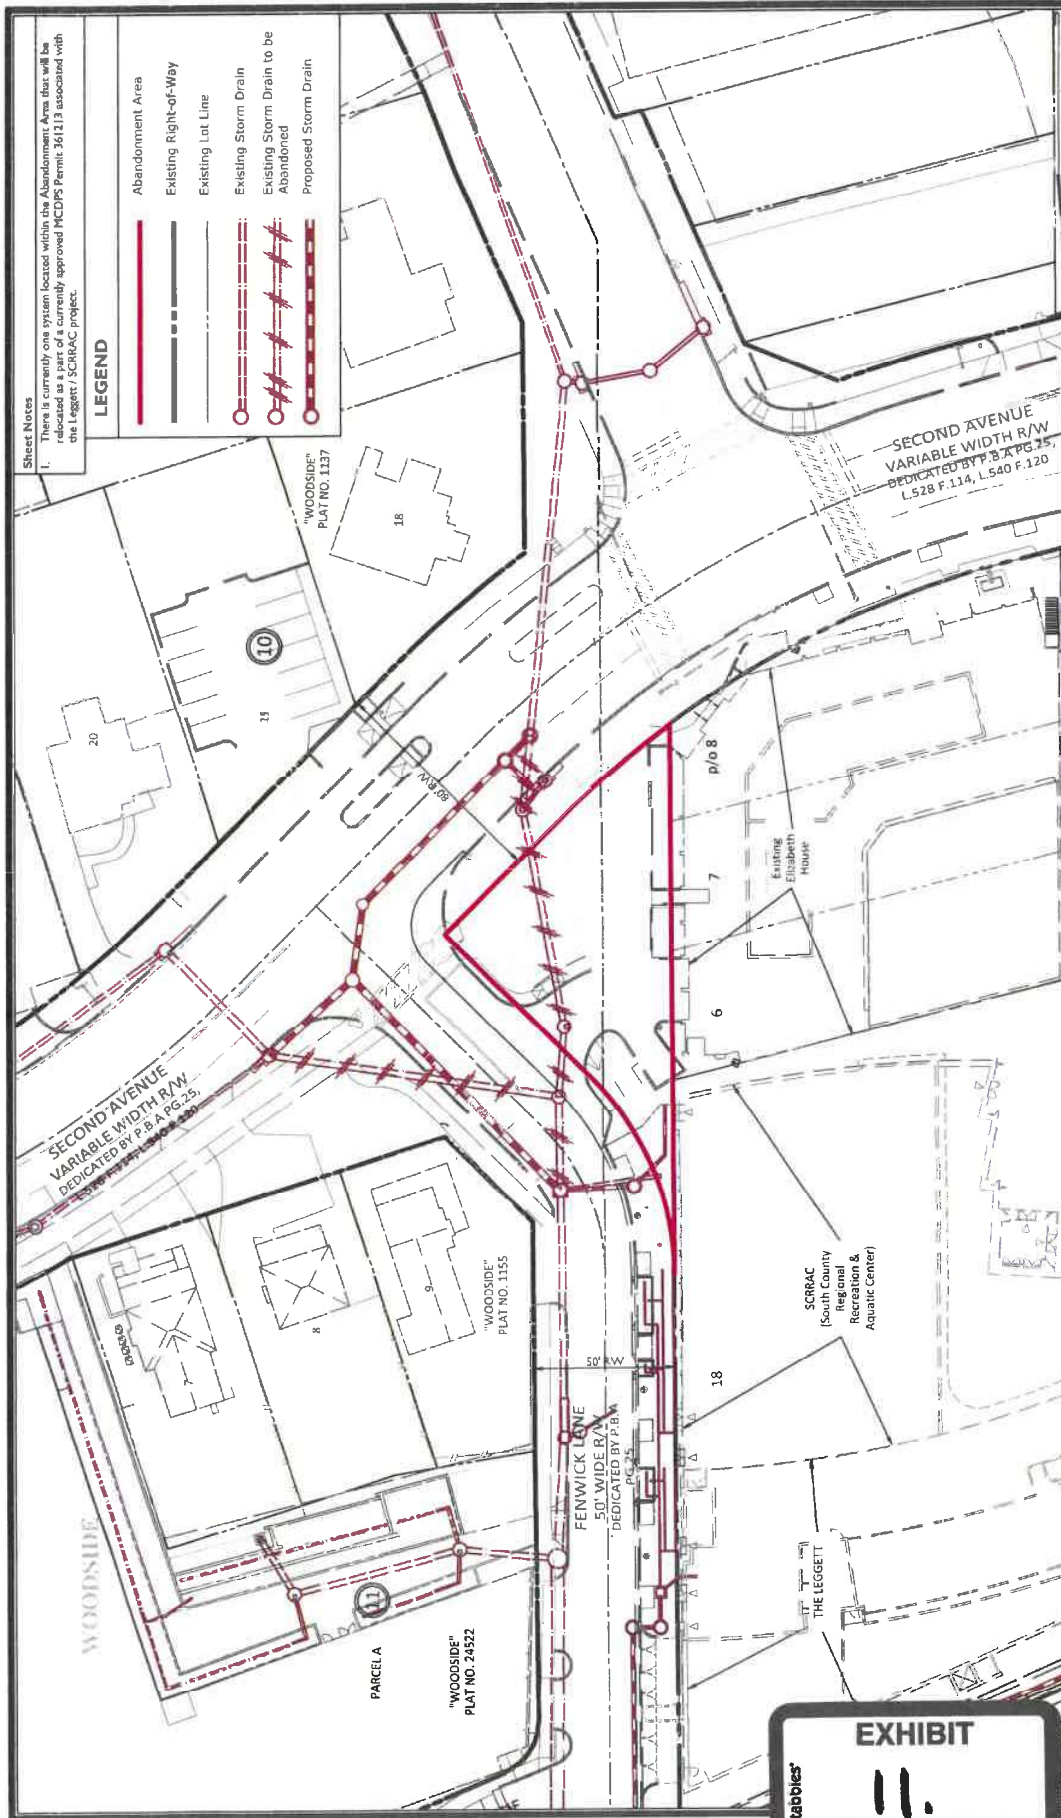 Sheet Notes
1. There is currently one system located within the Abandonment Area that will be
relocated as a part of a currently approved MCDPS Permit 361213 associated with
the Leggett / SCRRAC project.
LEGEND
Abandonment Area
Existing Right-of-Way
Existing Lot Line
Existing Storm Drain
Existing Storm Drain to be
Abandoned
Proposed Storm Drain
"WOODSIDE"
PLAT NO. 1137
18
10
15
20
80' R/W
SECOND AVENUE
VARIABLE WIDTH R/W
DEDICATED BY P.B.A PG.25,
L.528 F.114, L.540 F.120
SECOND AVENUE
VARIABLE WIDTH R/W
DEDICATED BY P.B.A PG.25,
L.528 F.114, L.540 F.120
p/o 8
7
6
Existing
Elizabeth
House
SCRRAC
(South County
Regional
Recreation &
Aquatic Center)
18
THE LEGGETT
7
8
9
"WOODSIDE"
PLAT NO. 1155
50' R/W
FENWICK LANE
50' WIDE R/W
DEDICATED BY P.B.A
PG.25
WOODSIDE
11
PARCEL A
"WOODSIDE"
PLAT NO. 24522
EXHIBIT
11.
tabbies'